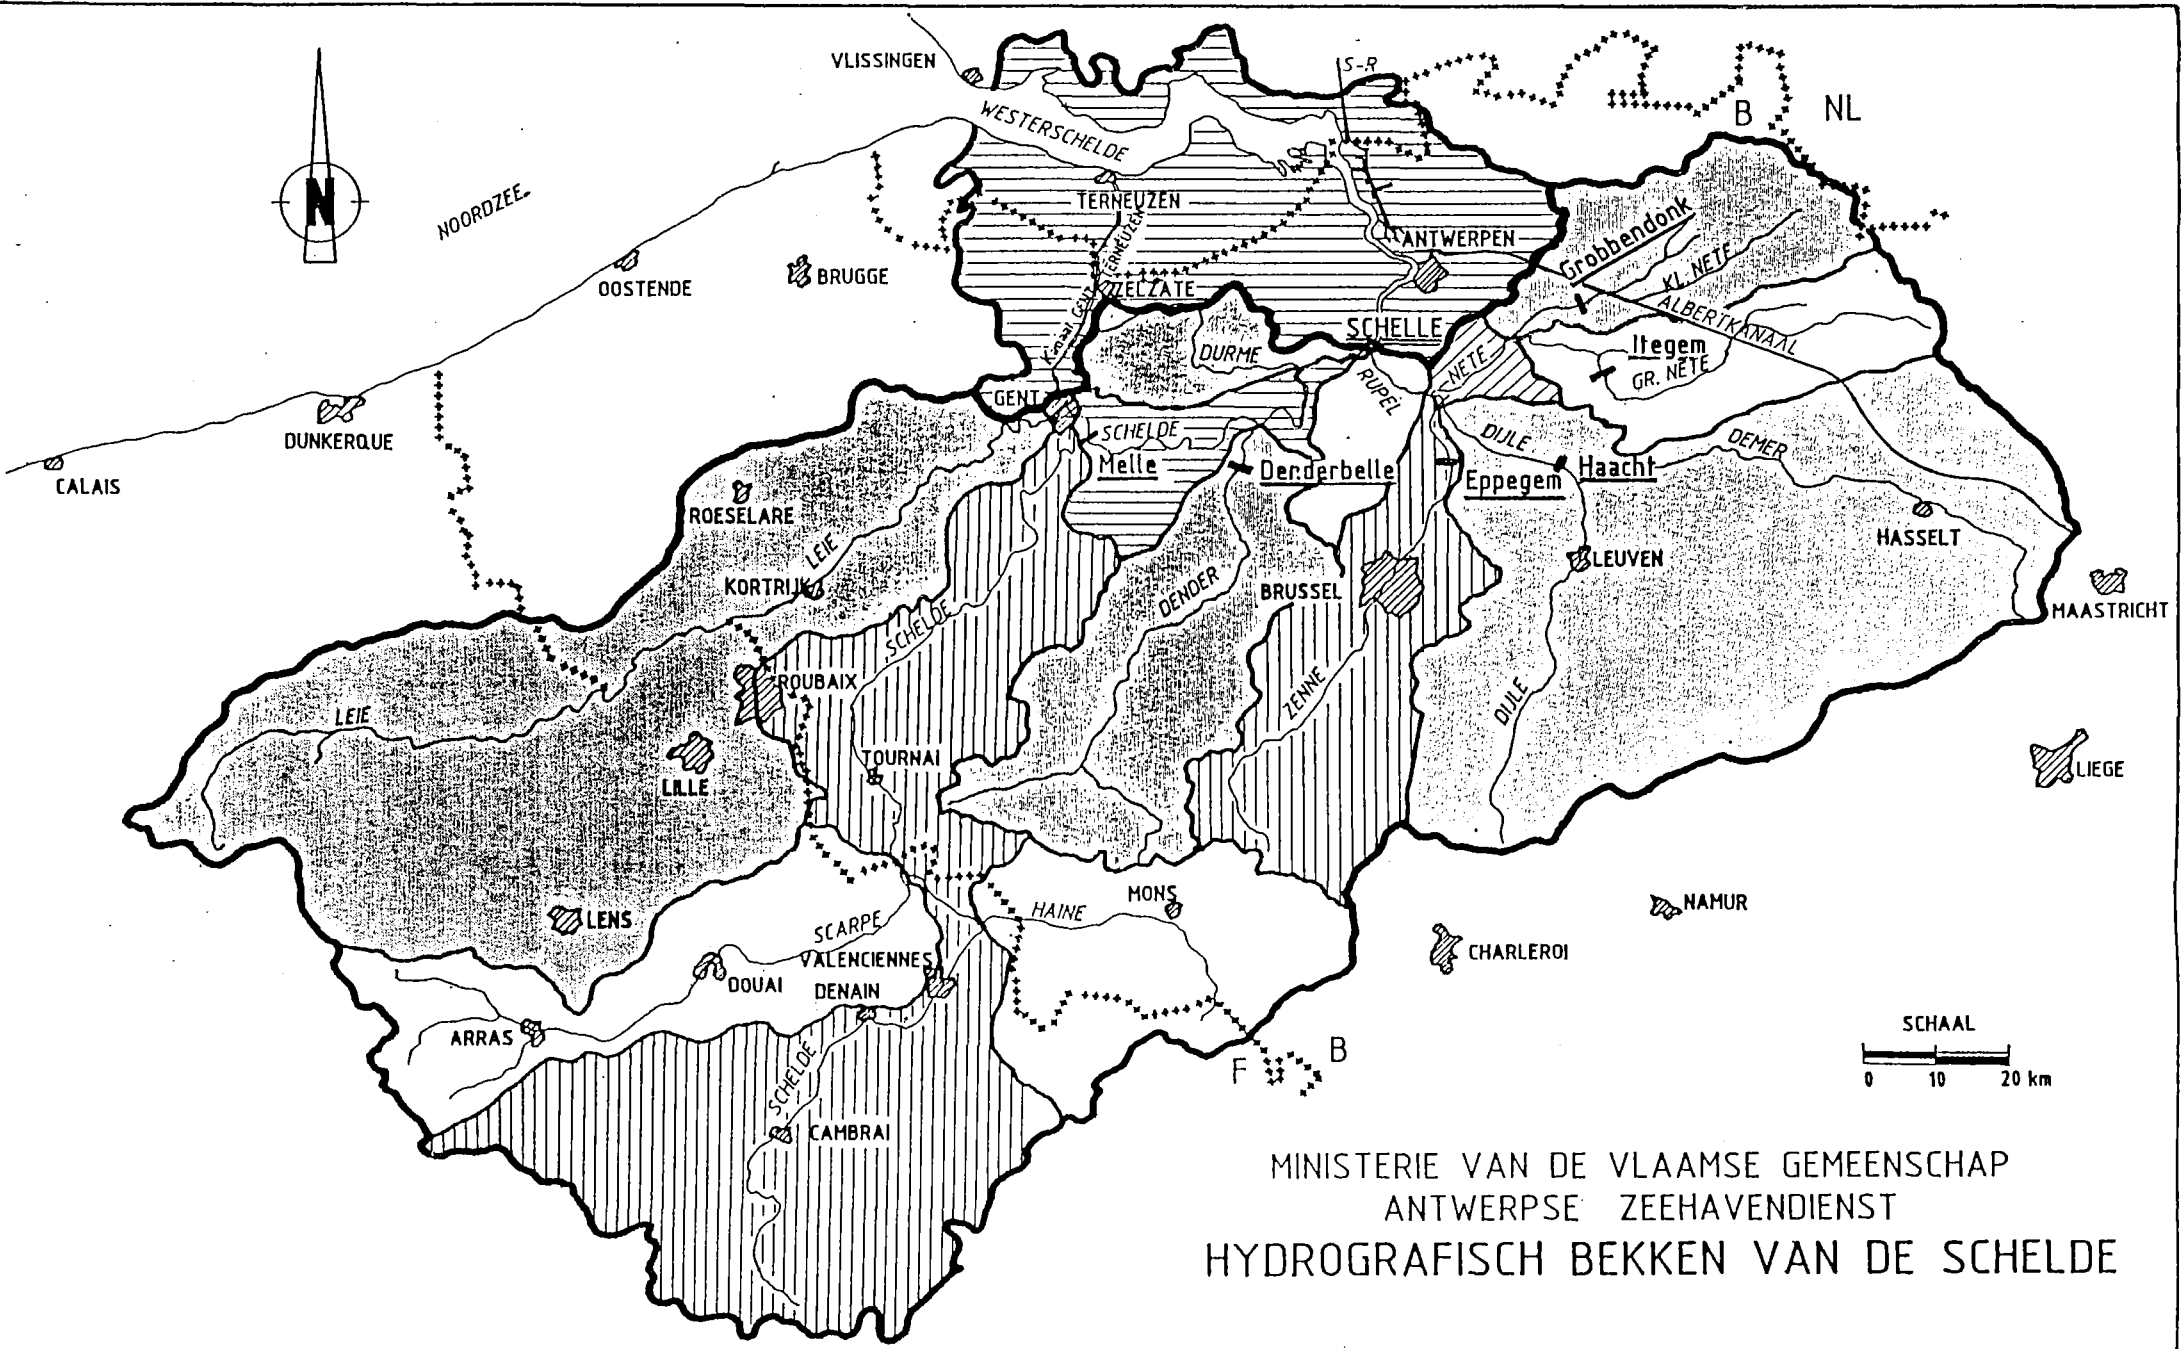 VLISSINGEN
S-R
B
NL
WESTERSCHELDE
NOORDZEE
TERNEUZEN
ANTWERPEN
Grobbendonk
KL. NETE
OOSTENDE
BRUGGE
Kanaal GENT TERNEUZEN
ZELZATE
ALBERTKANAAL
SCHELLE
DURME
Itegem
GR. NETE
NETE
RUPEL
GENT
DUNKERQUE
SCHELDE
DIJLE
DEMER
CALAIS
Melle
Denderbelle
Eppegem
Haacht
ROESELARE
LEIE
HASSELT
KORTRIJK
DENDER
BRUSSEL
LEUVEN
MAASTRICHT
SCHELDE
ROUBAIX
ZENNE
DIJLE
LEIE
TOURNAI
LILLE
LIEGE
LENS
SCARPE
HAINE
MONS
NAMUR
VALENCIENNES
CHARLEROI
DOUAI
DENAIN
ARRAS
SCHELDE
F
B
SCHAAL
0 10 20 km
CAMBRAI
MINISTERIE VAN DE VLAAMSE GEMEENSCHAP
ANTWERPSE ZEEHAVENDIENST
HYDROGRAFISCH BEKKEN VAN DE SCHELDE